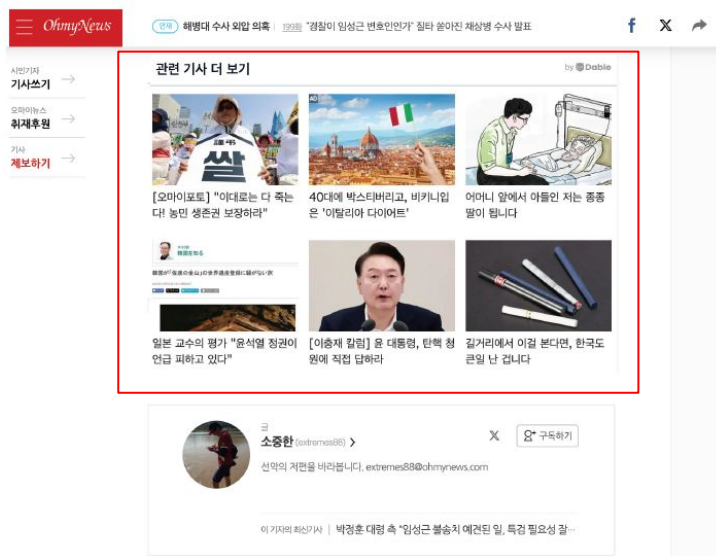 OhmyNews
연재 해병대 수사 외압 의혹 199화 "경찰이 임성근 변호인인가" 질타 쏟아진 채상병 수사 발표
시민기자
기사쓰기
오마이뉴스
취재후원
기사
제보하기
관련 기사 더 보기
by Dable
쌀
AD
[오마이포토] "이대로는 다 죽는
다! 농민 생존권 보장하라"
40대에 박스티버리고, 비키니입
은 '이탈리아 다이어트'
어머니 앞에서 아들인 저는 종종
딸이 됩니다
일본 교수의 평가 "윤석열 정권이
언급 피하고 있다"
[이충재 칼럼] 윤 대통령, 탄핵 청
원에 직접 답하라
길거리에서 이걸 본다면, 한국도
큰일 난 겁니다
글
소중한 (extremes88)
구독하기
선악의 저편을 바라봅니다. extremes88@ohmynews.com
이 기자의 최신기사 | 박정훈 대령 측 "임성근 불송치 예견된 일, 특검 필요성 잘…